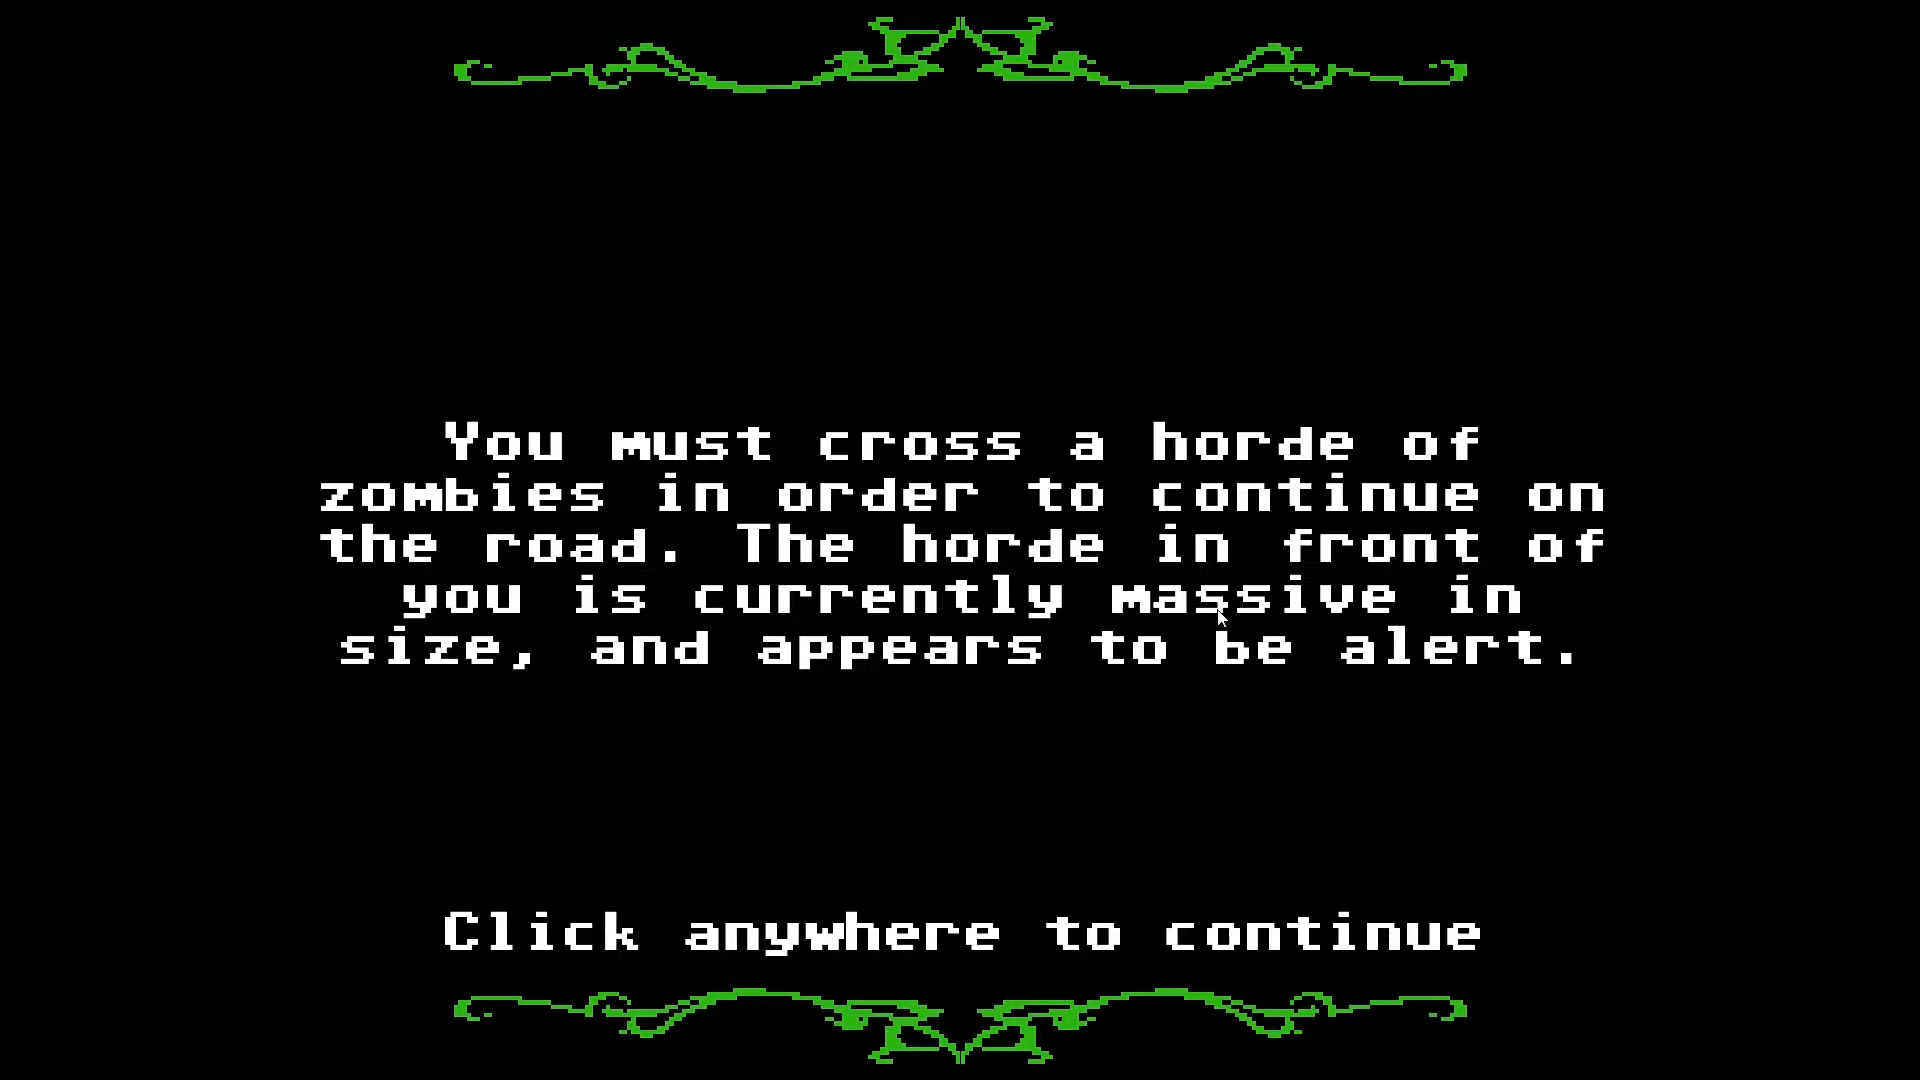 You must cross a horde of
zombies in order to continue on
the road. The horde in front of
you is currently massive in
size, and appears to be alert.
Click anywhere to continue